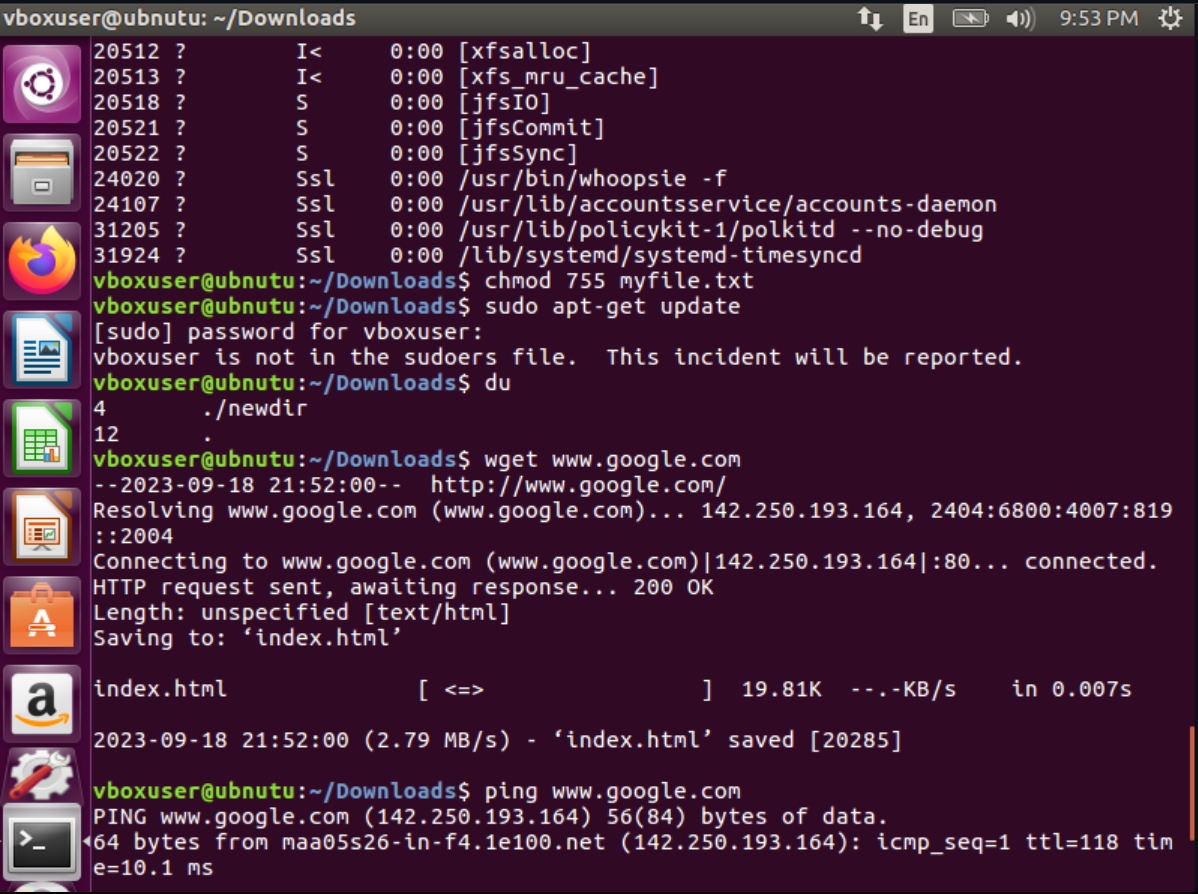 vboxuser@ubnutu: ~/Downloads En 9:53 PM
20512 ? I< 0:00 [xfsalloc]
20513 ? I< 0:00 [xfs_mru_cache]
20518 ? S 0:00 [jfsIO]
20521 ? S 0:00 [jfsCommit]
20522 ? S 0:00 [jfsSync]
24020 ? Ssl 0:00 /usr/bin/whoopsie -f
24107 ? Ssl 0:00 /usr/lib/accountsservice/accounts-daemon
31205 ? Ssl 0:00 /usr/lib/policykit-1/polkitd --no-debug
31924 ? Ssl 0:00 /lib/systemd/systemd-timesyncd
vboxuser@ubnutu:~/Downloads$ chmod 755 myfile.txt
vboxuser@ubnutu:~/Downloads$ sudo apt-get update
[sudo] password for vboxuser:
vboxuser is not in the sudoers file.  This incident will be reported.
vboxuser@ubnutu:~/Downloads$ du
4 ./newdir
12 .
vboxuser@ubnutu:~/Downloads$ wget www.google.com
--2023-09-18 21:52:00--  http://www.google.com/
Resolving www.google.com (www.google.com)... 142.250.193.164, 2404:6800:4007:819
::2004
Connecting to www.google.com (www.google.com)|142.250.193.164|:80... connected.
HTTP request sent, awaiting response... 200 OK
Length: unspecified [text/html]
Saving to: ‘index.html’
index.html [ <=> ] 19.81K --.-KB/s in 0.007s
2023-09-18 21:52:00 (2.79 MB/s) - ‘index.html’ saved [20285]
vboxuser@ubnutu:~/Downloads$ ping www.google.com
PING www.google.com (142.250.193.164) 56(84) bytes of data.
64 bytes from maa05s26-in-f4.1e100.net (142.250.193.164): icmp_seq=1 ttl=118 tim
e=10.1 ms